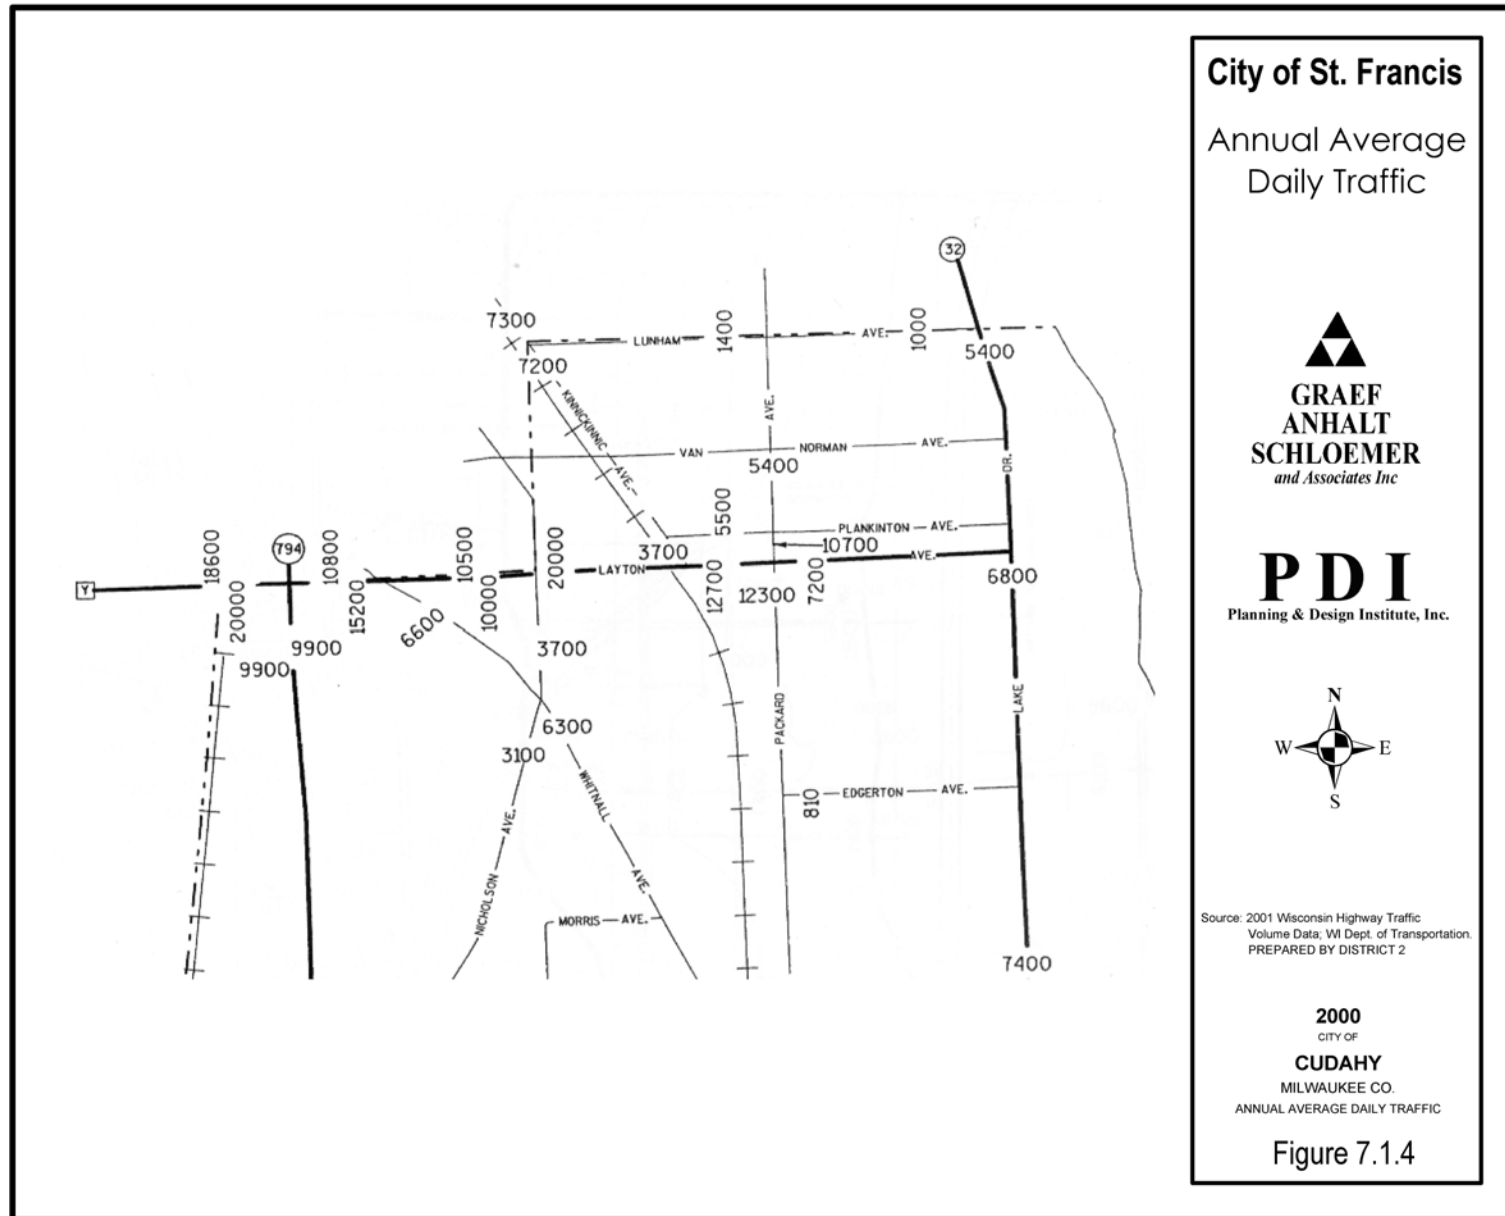 City of St. Francis
Annual Average
Daily Traffic
GRAEF
ANHALT
SCHLOEMER
and Associates Inc
PDI
Planning & Design Institute, Inc.
N
W
E
S
Source: 2001 Wisconsin Highway Traffic
Volume Data; WI Dept. of Transportation.
PREPARED BY DISTRICT 2
2000
CITY OF
CUDAHY
MILWAUKEE CO.
ANNUAL AVERAGE DAILY TRAFFIC
Figure 7.1.4
32
7300
LUNHAM
1400
AVE.
1000
5400
7200
KINNICKINNIC
AVE.
AVE.
VAN
NORMAN
AVE.
5400
DR.
5500
PLANKINTON AVE.
10700
3700
AVE.
LAYTON
6800
Y
18600
794
10800
10500
20000
20000
15200
6600
10000
12700
12300
7200
9900
9900
3700
6300
3100
PACKARD
LAKE
WHITNALL
AVE.
810
EDGERTON
AVE.
NICHOLSON
AVE.
MORRIS
AVE.
7400